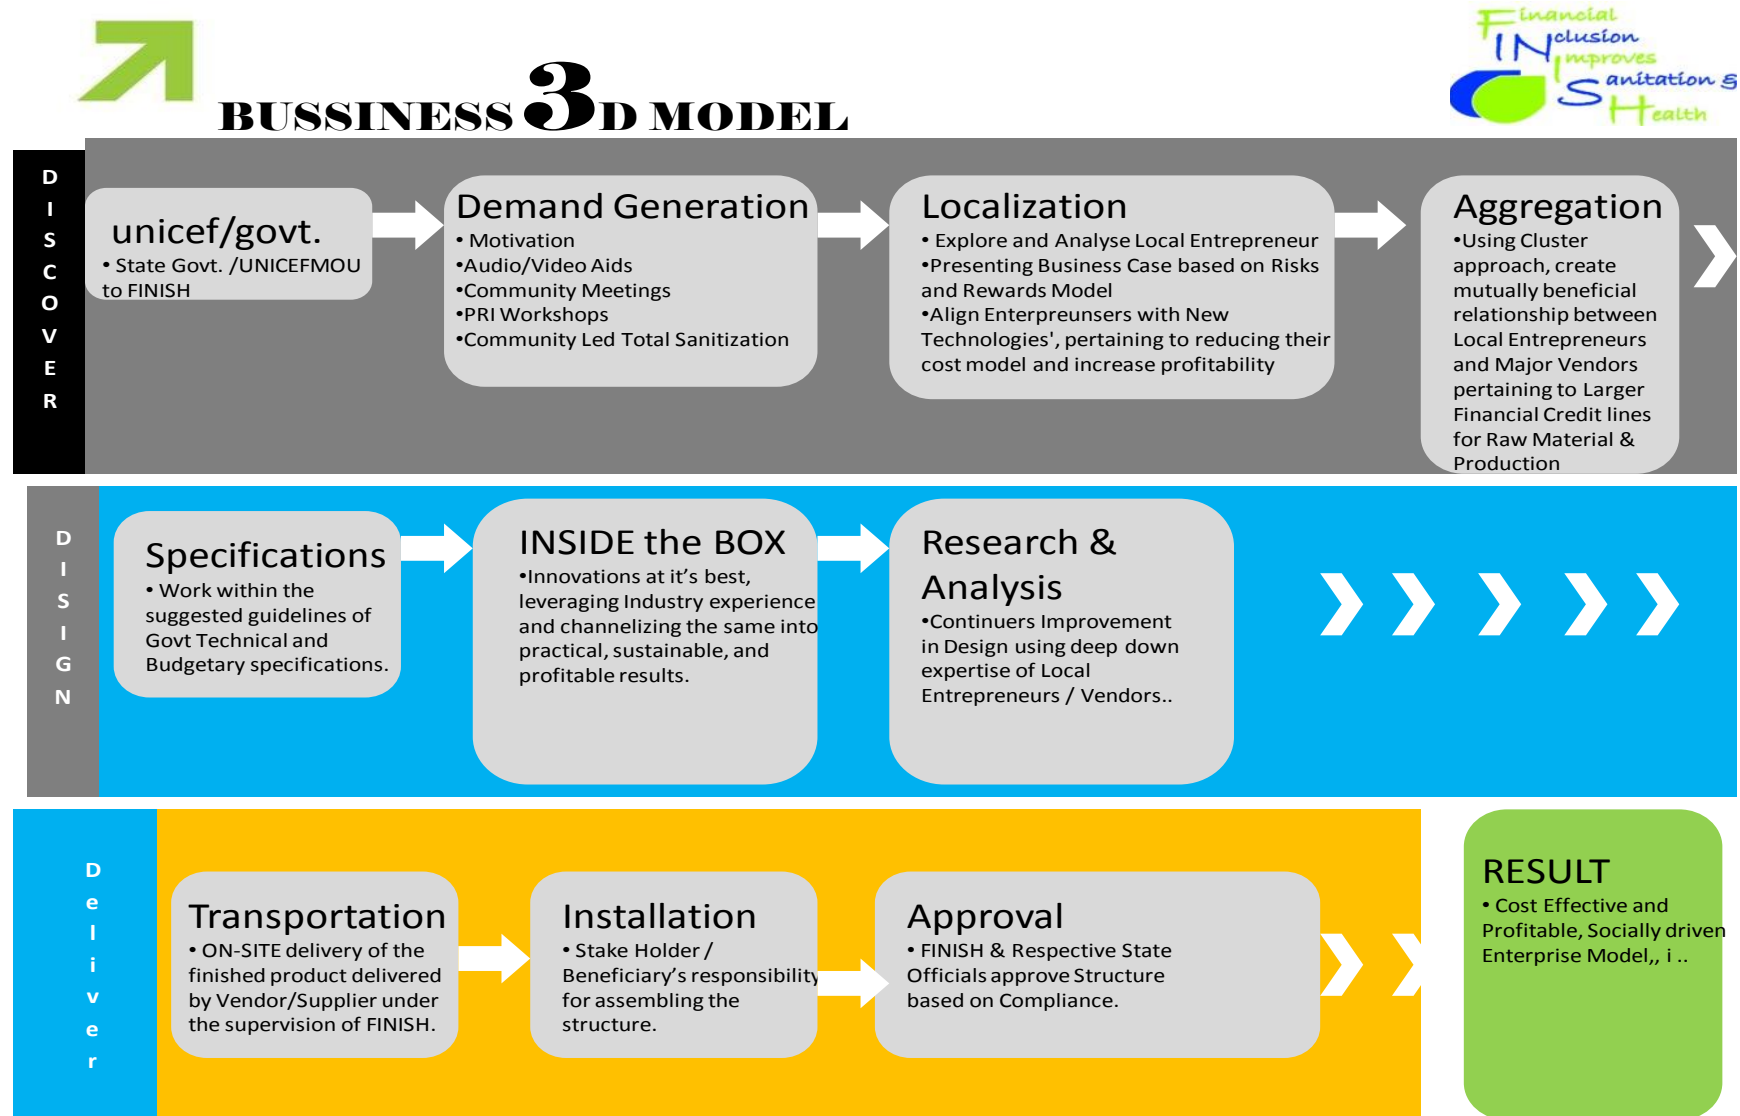 BUSSINESS 3D MODEL
Financial
INclusion
Improves
Sanitation &
Health
DISCOVER
unicef/govt.
• State Govt. /UNICEFMOU
to FINISH
Demand Generation
• Motivation
•Audio/Video Aids
•Community Meetings
•PRI Workshops
•Community Led Total Sanitization
Localization
• Explore and Analyse Local Entrepreneur
•Presenting Business Case based on Risks
and Rewards Model
•Align Enterpreunsers with New
Technologies', pertaining to reducing their
cost model and increase profitability
Aggregation
•Using Cluster
approach, create
mutually beneficial
relationship between
Local Entrepreneurs
and Major Vendors
pertaining to Larger
Financial Credit lines
for Raw Material &
Production
DISIGN
Specifications
• Work within the
suggested guidelines of
Govt Technical and
Budgetary specifications.
INSIDE the BOX
•Innovations at it’s best,
leveraging Industry experience
and channelizing the same into
practical, sustainable, and
profitable results.
Research &
Analysis
•Continuers Improvement
in Design using deep down
expertise of Local
Entrepreneurs / Vendors..
Deliver
Transportation
• ON-SITE delivery of the
finished product delivered
by Vendor/Supplier under
the supervision of FINISH.
Installation
• Stake Holder /
Beneficiary’s responsibility
for assembling the
structure.
Approval
• FINISH & Respective State
Officials approve Structure
based on Compliance.
RESULT
• Cost Effective and
Profitable, Socially driven
Enterprise Model,, i ..